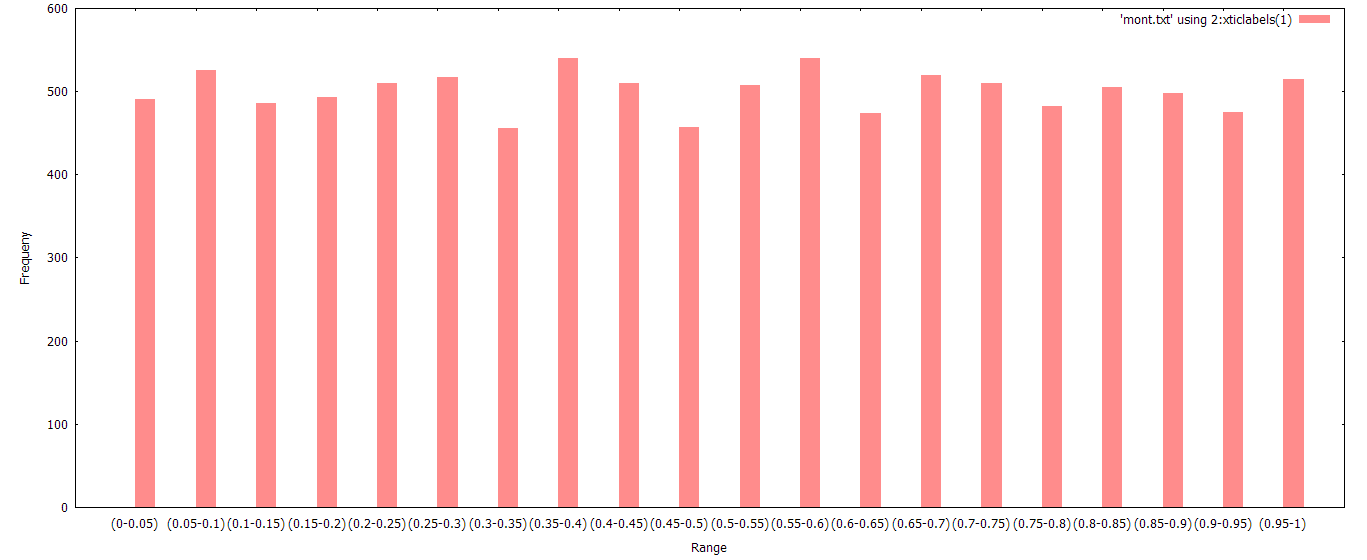 'mont.txt' using 2:xticlabels(1)
600
500
400
300
200
100
0
Frequeny
(0-0.05) (0.05-0.1) (0.1-0.15) (0.15-0.2) (0.2-0.25) (0.25-0.3) (0.3-0.35) (0.35-0.4) (0.4-0.45) (0.45-0.5) (0.5-0.55) (0.55-0.6) (0.6-0.65) (0.65-0.7) (0.7-0.75) (0.75-0.8) (0.8-0.85) (0.85-0.9) (0.9-0.95) (0.95-1)
Range